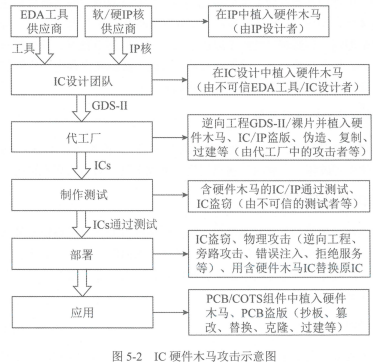 EDA工具
供应商
软/硬IP核
供应商
在IP中植入硬件木马
（由IP设计者）
工具
IP核
IC设计团队
在IC设计中植入硬件木马
（由不可信EDA工具/IC设计者）
GDS-II
代工厂
逆向工程GDS-II/裸片并植入硬
件木马、IC/IP盗版、伪造、复制、
过建等（由代工厂中的攻击者等）
ICs
制作测试
含硬件木马的IC/IP通过测试、
IC盗窃（由不可信的测试者等）
ICs通过测试
部署
IC盗窃、物理攻击（逆向工程、
旁路攻击、错误注入、拒绝服务
等）、用含硬件木马IC替换原IC
应用
PCB/COTS组件中植入硬件
木马、PCB盗版（抄板、篡
改、替换、克隆、过建等）
图 5-2 IC 硬件木马攻击示意图